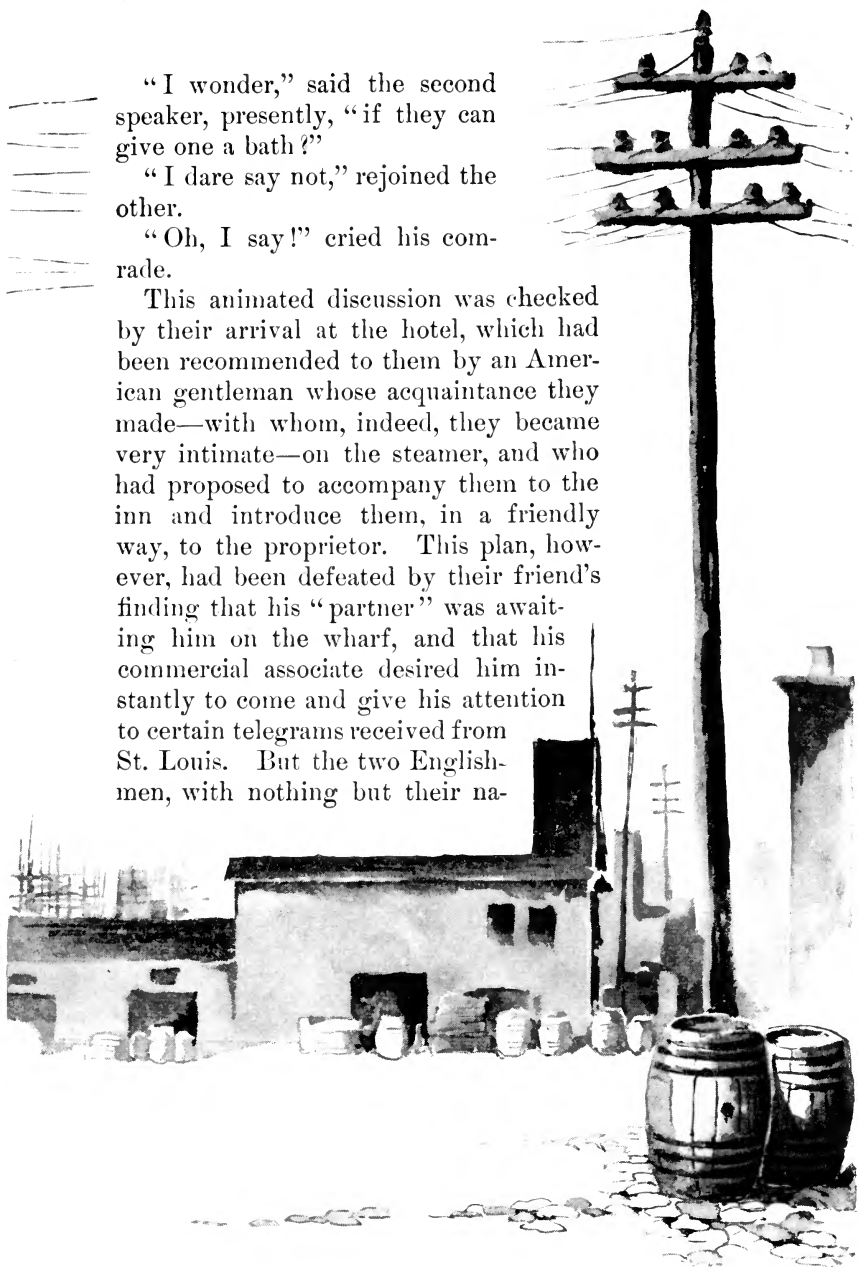 “I wonder,” said the second
speaker, presently, “if they can
give one a bath?”
“I dare say not,” rejoined the
other.
“Oh, I say!” cried his com-
rade.
This animated discussion was checked
by their arrival at the hotel, which had
been recommended to them by an Amer-
ican gentleman whose acquaintance they
made—with whom, indeed, they became
very intimate—on the steamer, and who
had proposed to accompany them to the
inn and introduce them, in a friendly
way, to the proprietor. This plan, how-
ever, had been defeated by their friend’s
finding that his “partner” was await-
ing him on the wharf, and that his
commercial associate desired him in-
stantly to come and give his attention
to certain telegrams received from
St. Louis. But the two English-
men, with nothing but their na-